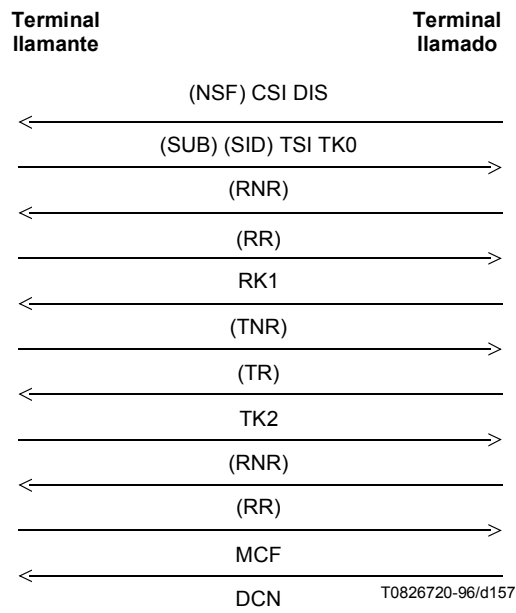 Terminal llamante
Terminal llamado
(NSF) CSI DIS
(SUB) (SID) TSI TK0
(RNR)
(RR)
RK1
(TNR)
(TR)
TK2
(RNR)
(RR)
MCF
DCN
T0826720-96/d157